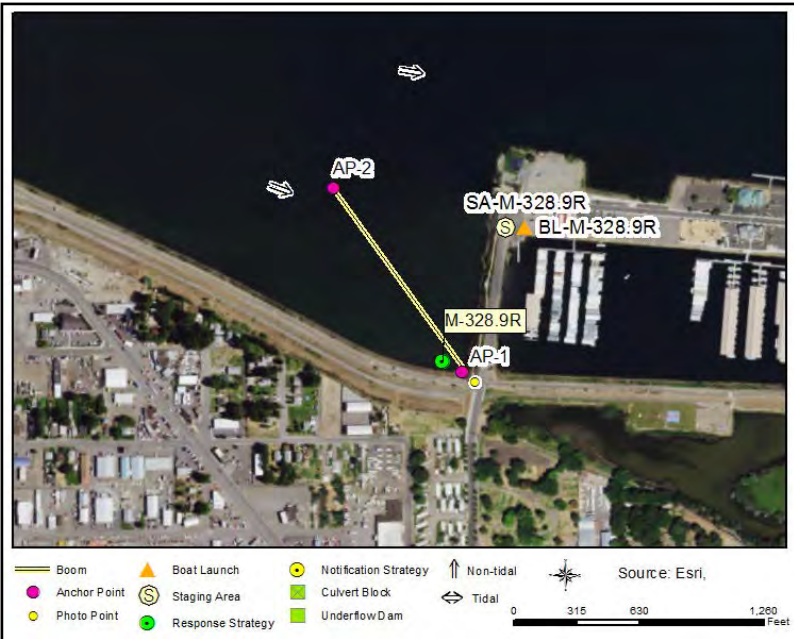 AP-2
SA-M-328.9R
S BL-M-328.9R
M-328.9R
AP-1
Boom
Anchor Point
Photo Point
Boat Launch
S Staging Area
Response Strategy
Notification Strategy
Culvert Block
Underflow Dam
Non-tidal
Tidal
Source: Esri,
0 315 630 1,260
Feet